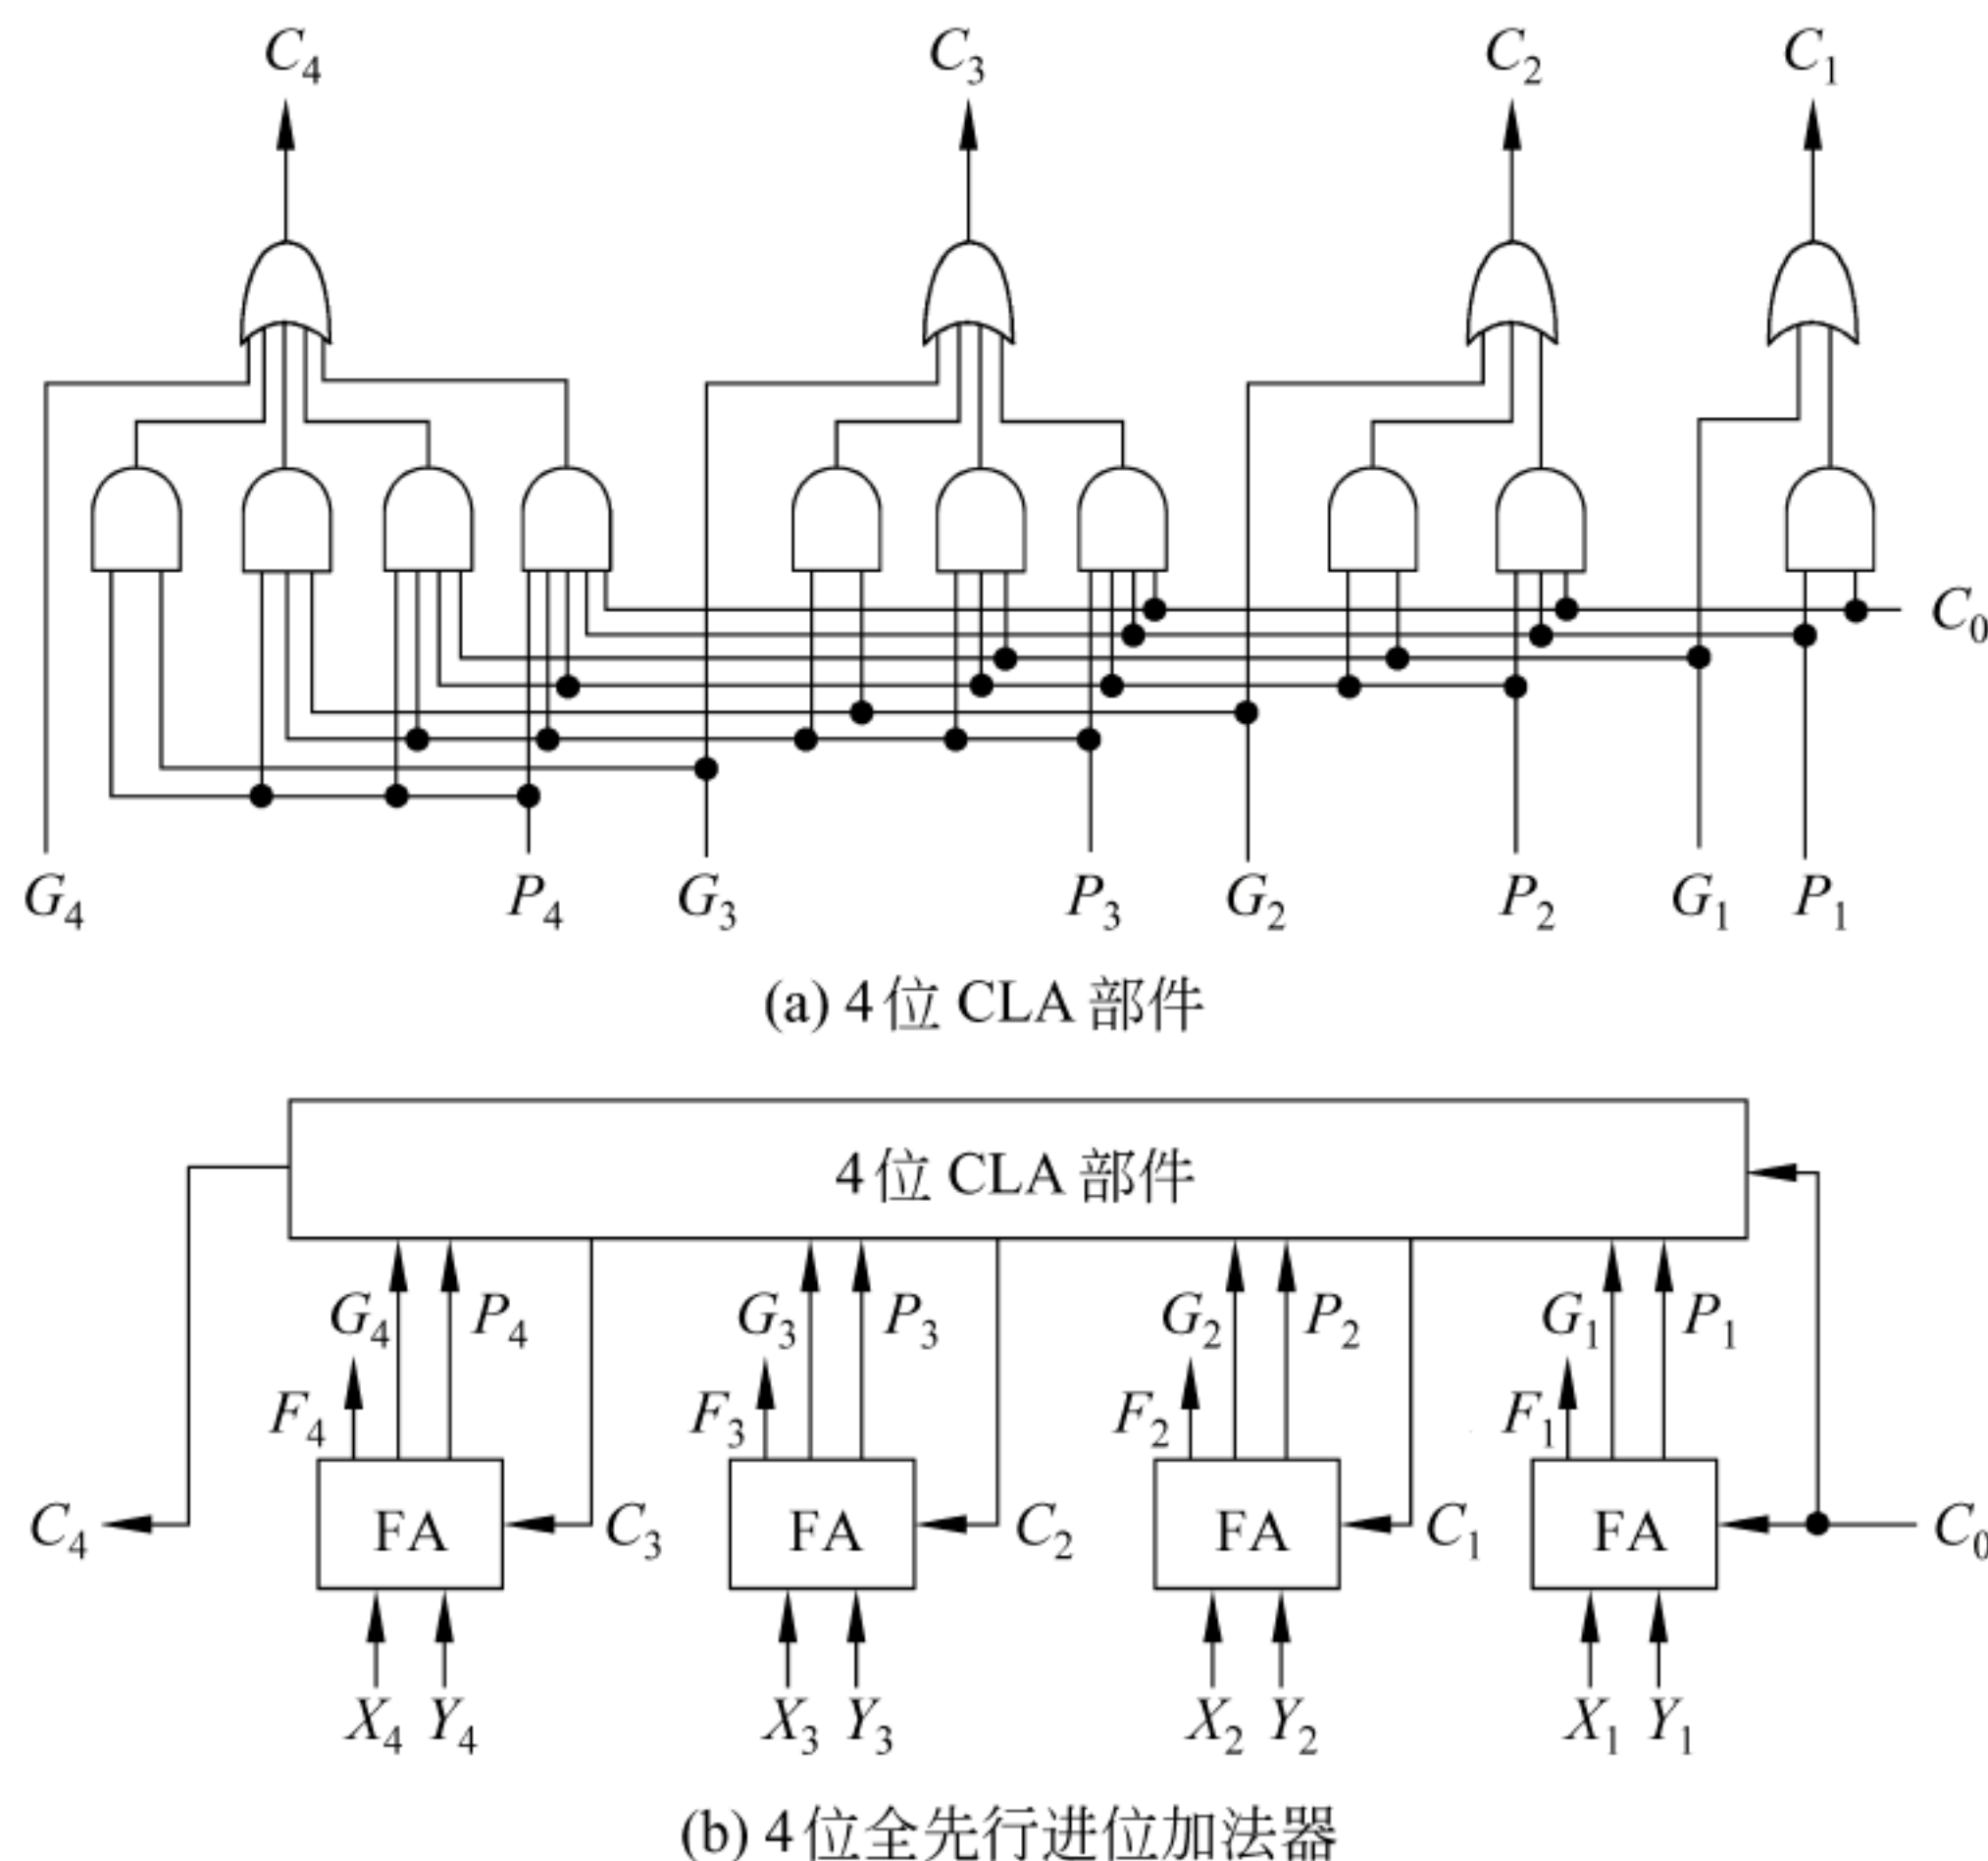 C₄ C₃ C₂ C₁
C₀
G₄ P₄ G₃ P₃ G₂ P₂ G₁ P₁
(a) 4位 CLA 部件
4位 CLA 部件
G₄ P₄ G₃ P₃ G₂ P₂ G₁ P₁
F₄ F₃ F₂ F₁
C₄ FA C₃ FA C₂ FA C₁ FA C₀
X₄ Y₄ X₃ Y₃ X₂ Y₂ X₁ Y₁
(b) 4位全先行进位加法器